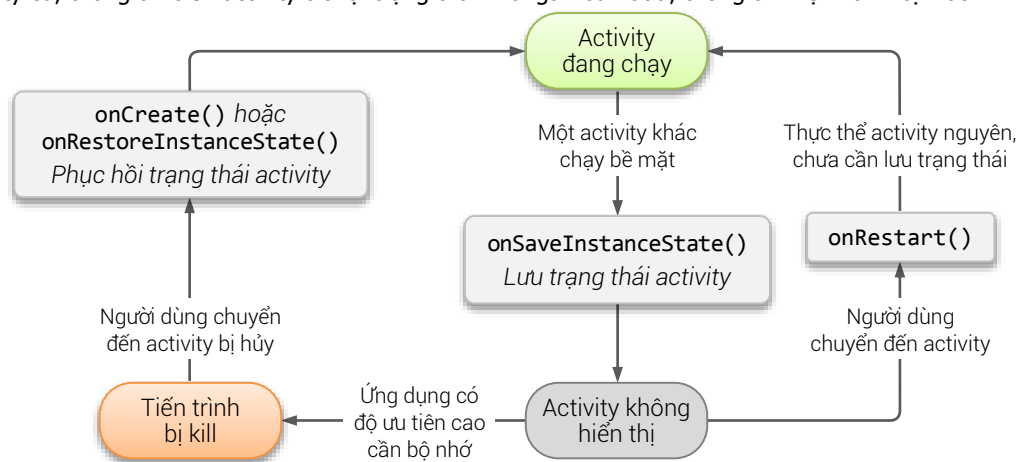 Activity
đang chạy
onCreate() hoặc
onRestoreInstanceState()
Phục hồi trạng thái activity
Một activity khác
chạy bề mặt
Thực thể activity nguyên,
chưa cần lưu trạng thái
onSaveInstanceState()
Lưu trạng thái activity
onRestart()
Người dùng chuyển
đến activity bị hủy
Người dùng
chuyển đến activity
Tiến trình
bị kill
Ứng dụng có
độ ưu tiên cao
cần bộ nhớ
Activity không
hiển thị